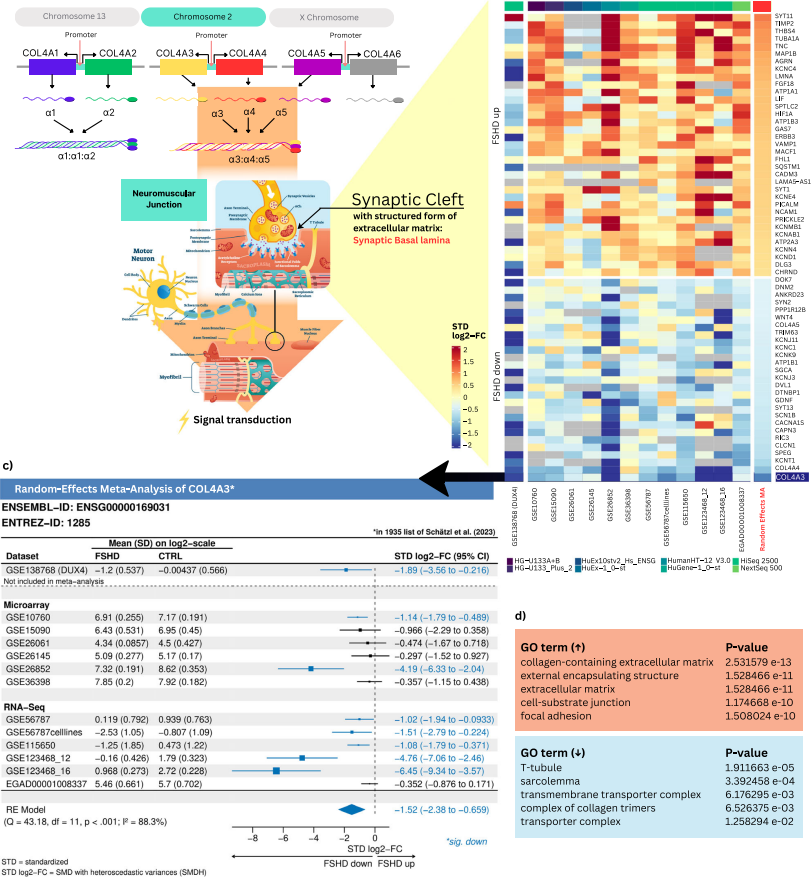 Chromosome 13
Chromosome 2
X Chromosome
Promoter
Promoter
Promoter
COL4A1
COL4A2
COL4A3
COL4A4
COL4A5
COL4A6
α1
α2
α3
α4
α5
α1:α1:α2
α3:α4:α5
Neuromuscular
Junction
Synaptic Cleft
with structured form of
extracellular matrix:
Synaptic Basal lamina
Motor
Neuron
Myofibril
Signal transduction
FSHD up
FSHD down
STD
log2-FC
2
1.5
1
0.5
0
−0.5
−1
−1.5
−2
SYT11
TIMP2
THBS4
TUBA1A
TNC
MAP1B
AGRN
KCNC4
LMNA
FGF18
ATP1A1
LIF
SPTLC2
HIF1A
ATP1B3
GAS7
ERBB3
VAMP1
MACF1
FHL1
SQSTM1
CADM3
LAMA5−AS1
SYT1
KCNE4
PICALM
NCAM1
PRICKLE2
KCNMB1
KCNAB1
ATP2A3
KCNN4
KCND1
DLG3
CHRND
DOK7
DNM2
ANKRD23
SYN2
PPP1R12B
WNT4
COL4A5
TRIM63
KCNJ11
KCNC1
KCNK9
ATP1B1
SGCA
KCNJ3
DVL1
DTNBP1
GDNF
SYT13
SCN1B
CACNA1S
CAPN3
RIC3
CLCN1
SPEG
KCNT1
COL4A4
COL4A3
GSE138768 (DUX4)
GSE10760
GSE15090
GSE26061
GSE26145
GSE26852
GSE36398
GSE56787
GSE56787celllines
GSE115650
GSE123468_12
GSE123468_16
EGAD00001008337
Random Effects MA
HG−U133A+B
HuEx10stv2_Hs_ENSG
HumanHT−12 V3.0
HiSeq 2500
HG−U133_Plus_2
HuEx−1_0−st
HuGene−1_0−st
NextSeq 500
c)
Random-Effects Meta-Analysis of COL4A3*
ENSEMBL-ID: ENSG00000169031
ENTREZ-ID: 1285
*in 1935 list of Schätzl et al. (2023)
Mean (SD) on log2-scale
Dataset FSHD CTRL STD log2-FC (95% CI)
GSE138768 (DUX4) −1.2 (0.537) −0.00437 (0.566) −1.89 (−3.56 to −0.216)
Not included in meta-analysis
Microarray
GSE10760 6.91 (0.255) 7.17 (0.191) −1.14 (−1.79 to −0.489)
GSE15090 6.43 (0.531) 6.95 (0.45) −0.966 (−2.29 to 0.358)
GSE26061 4.34 (0.0857) 4.5 (0.427) −0.474 (−1.67 to 0.718)
GSE26145 5.09 (0.277) 5.17 (0.17) −0.297 (−1.52 to 0.927)
GSE26852 7.32 (0.191) 8.62 (0.353) −4.19 (−6.33 to −2.04)
GSE36398 7.85 (0.2) 7.92 (0.182) −0.357 (−1.15 to 0.438)
RNA-Seq
GSE56787 0.119 (0.792) 0.939 (0.763) −1.02 (−1.94 to −0.0933)
GSE56787celllines −2.53 (1.05) −0.807 (1.09) −1.51 (−2.79 to −0.224)
GSE115650 −1.25 (1.85) 0.473 (1.22) −1.08 (−1.79 to −0.371)
GSE123468_12 −0.16 (0.426) 1.79 (0.323) −4.76 (−7.06 to −2.46)
GSE123468_16 0.968 (0.273) 2.72 (0.228) −6.45 (−9.34 to −3.57)
EGAD00001008337 5.46 (0.661) 5.7 (0.702) −0.352 (−0.876 to 0.171)
RE Model −1.52 (−2.38 to −0.659)
(Q = 43.18, df = 11, p < .001; I² = 88.3%)
−8 −6 −4 −2 0
*sig. down
STD log2-FC
FSHD down FSHD up
STD = standardized
STD log2-FC = SMD with heteroscedastic variances (SMDH)
d)
GO term (↑) P-value
collagen-containing extracellular matrix 2.531579 e-13
external encapsulating structure 1.528466 e-11
extracellular matrix 1.528466 e-11
cell-substrate junction 1.174668 e-10
focal adhesion 1.508024 e-10
GO term (↓) P-value
T-tubule 1.911663 e-05
sarcolemma 3.392458 e-04
transmembrane transporter complex 6.176295 e-03
complex of collagen trimers 6.526375 e-03
transporter complex 1.258294 e-02